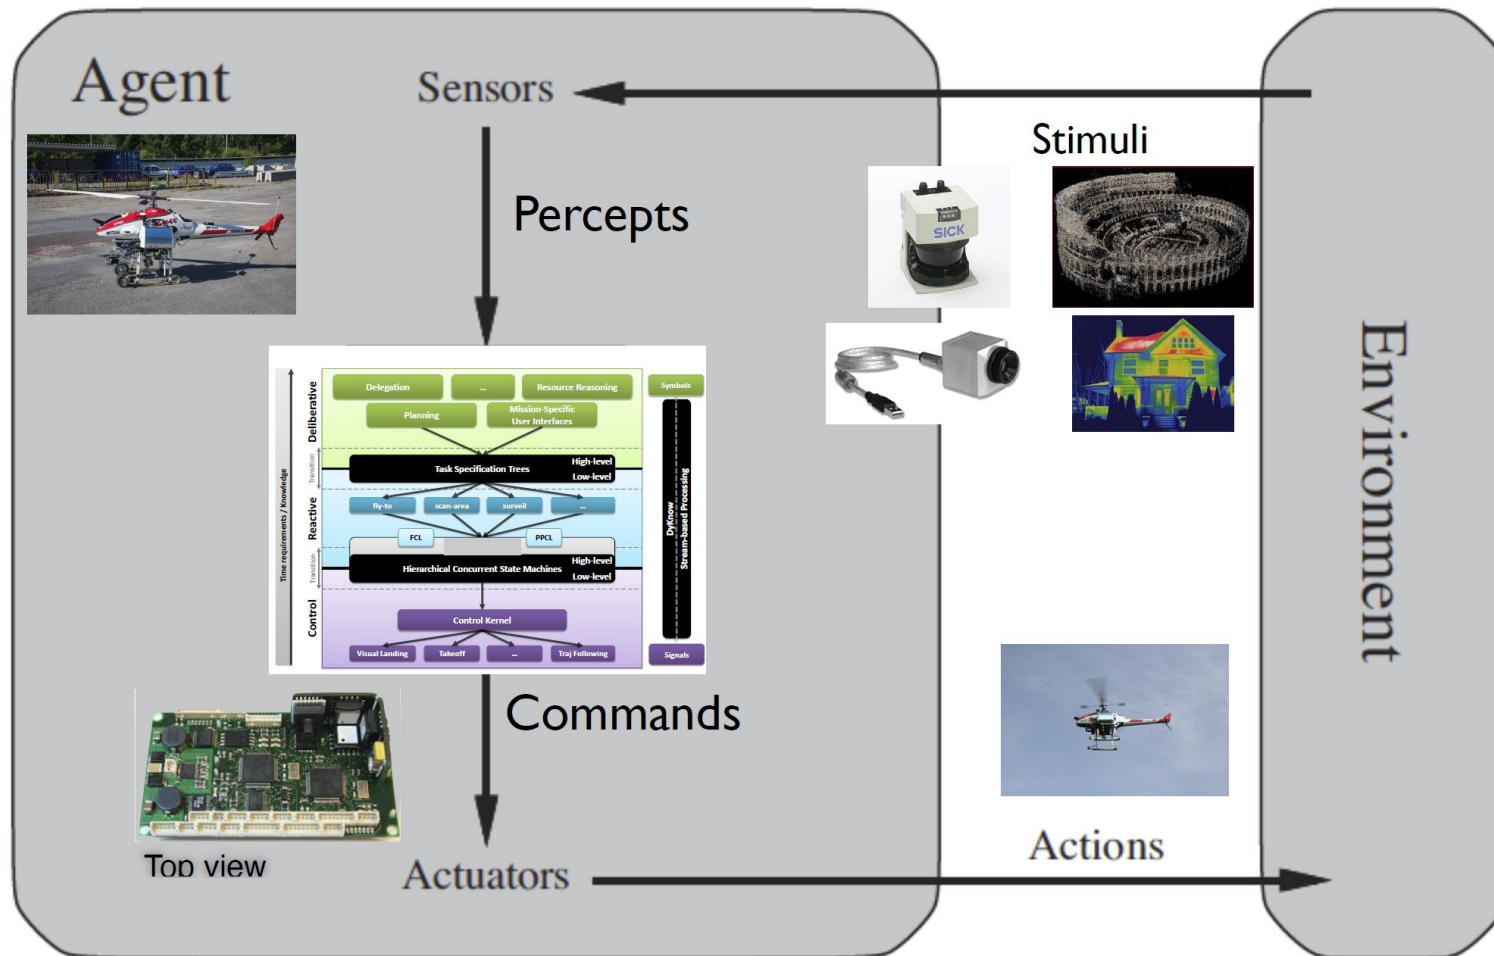 Agent
Sensors
Stimuli
Percepts
SICK
Environment
Time requirements / Knowledge
Deliberative
Delegation
...
Resource Reasoning
Symbols
Planning
Mission-Specific
User Interfaces
Transition
Task Specification Trees
High-level
Low-level
Reactive
fly-to
scan-area
surveil
...
FCL
PPCL
DyKnow
Stream-based Processing
Transition
Hierarchical Concurrent State Machines
High-level
Low-level
Control
Control Kernel
Visual Landing
Takeoff
...
Traj Following
Signals
Commands
Top view
Actuators
Actions